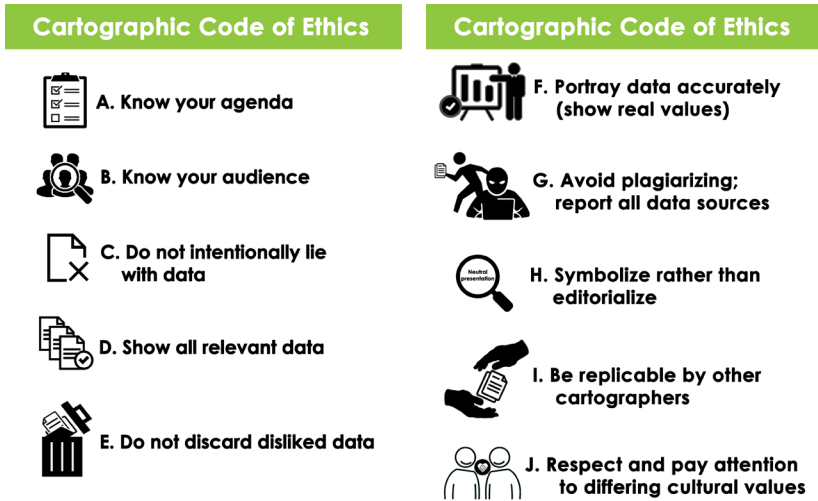 Cartographic Code of Ethics
A. Know your agenda
B. Know your audience
C. Do not intentionally lie
with data
D. Show all relevant data
E. Do not discard disliked data
Cartographic Code of Ethics
F. Portray data accurately
(show real values)
G. Avoid plagiarizing;
report all data sources
Neutral
presentation
H. Symbolize rather than
editorialize
I. Be replicable by other
cartographers
J. Respect and pay attention
to differing cultural values